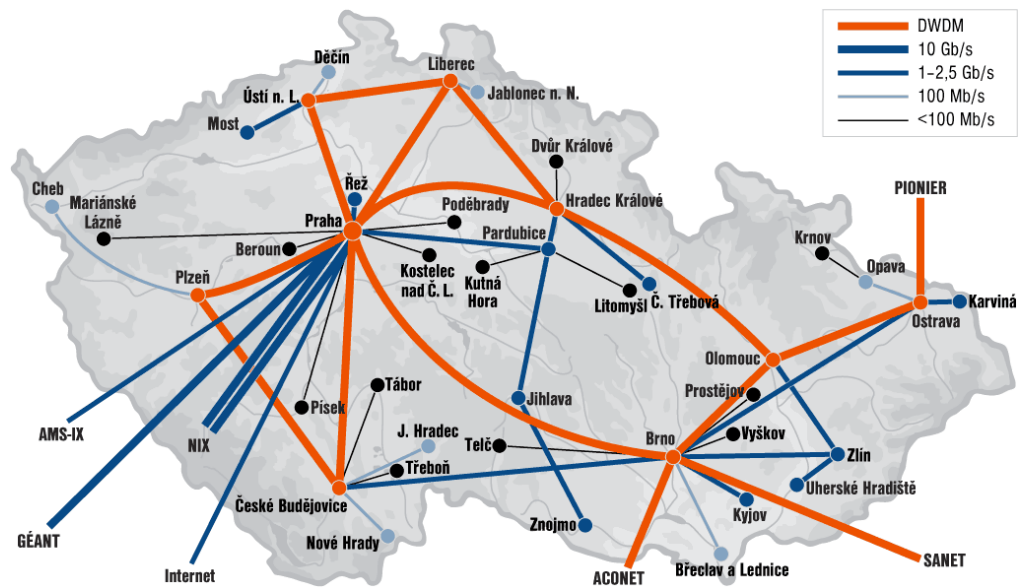 DWDM
10 Gb/s
1–2,5 Gb/s
100 Mb/s
<100 Mb/s
Děčín
Liberec
Ústí n. L.
Jablonec n. N.
Most
Dvůr Králové
Řež
Cheb
Mariánské
Lázně
Praha
Poděbrady
Hradec Králové
PIONIER
Beroun
Pardubice
Krnov
Plzeň
Kostelec
nad Č. L.
Kutná
Hora
Litomyšl
Č. Třebová
Opava
Karviná
Ostrava
Olomouc
Tábor
Prostějov
Písek
Jihlava
AMS-IX
NIX
J. Hradec
Telč
Brno
Vyškov
Zlín
Třeboň
České Budějovice
Uherské Hradiště
Kyjov
Znojmo
GÉANT
Nové Hrady
Internet
ACONET
Břeclav a Lednice
SANET